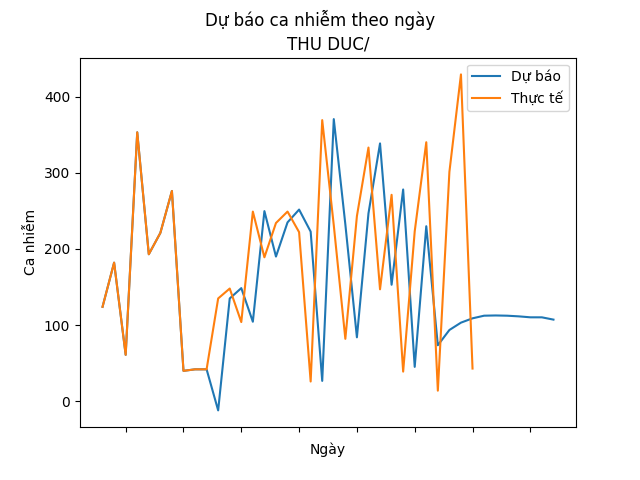 Dự báo ca nhiễm theo ngày
THU DUC/
Dự báo
Thực tế
400
300
200
100
0
Ca nhiễm
Ngày